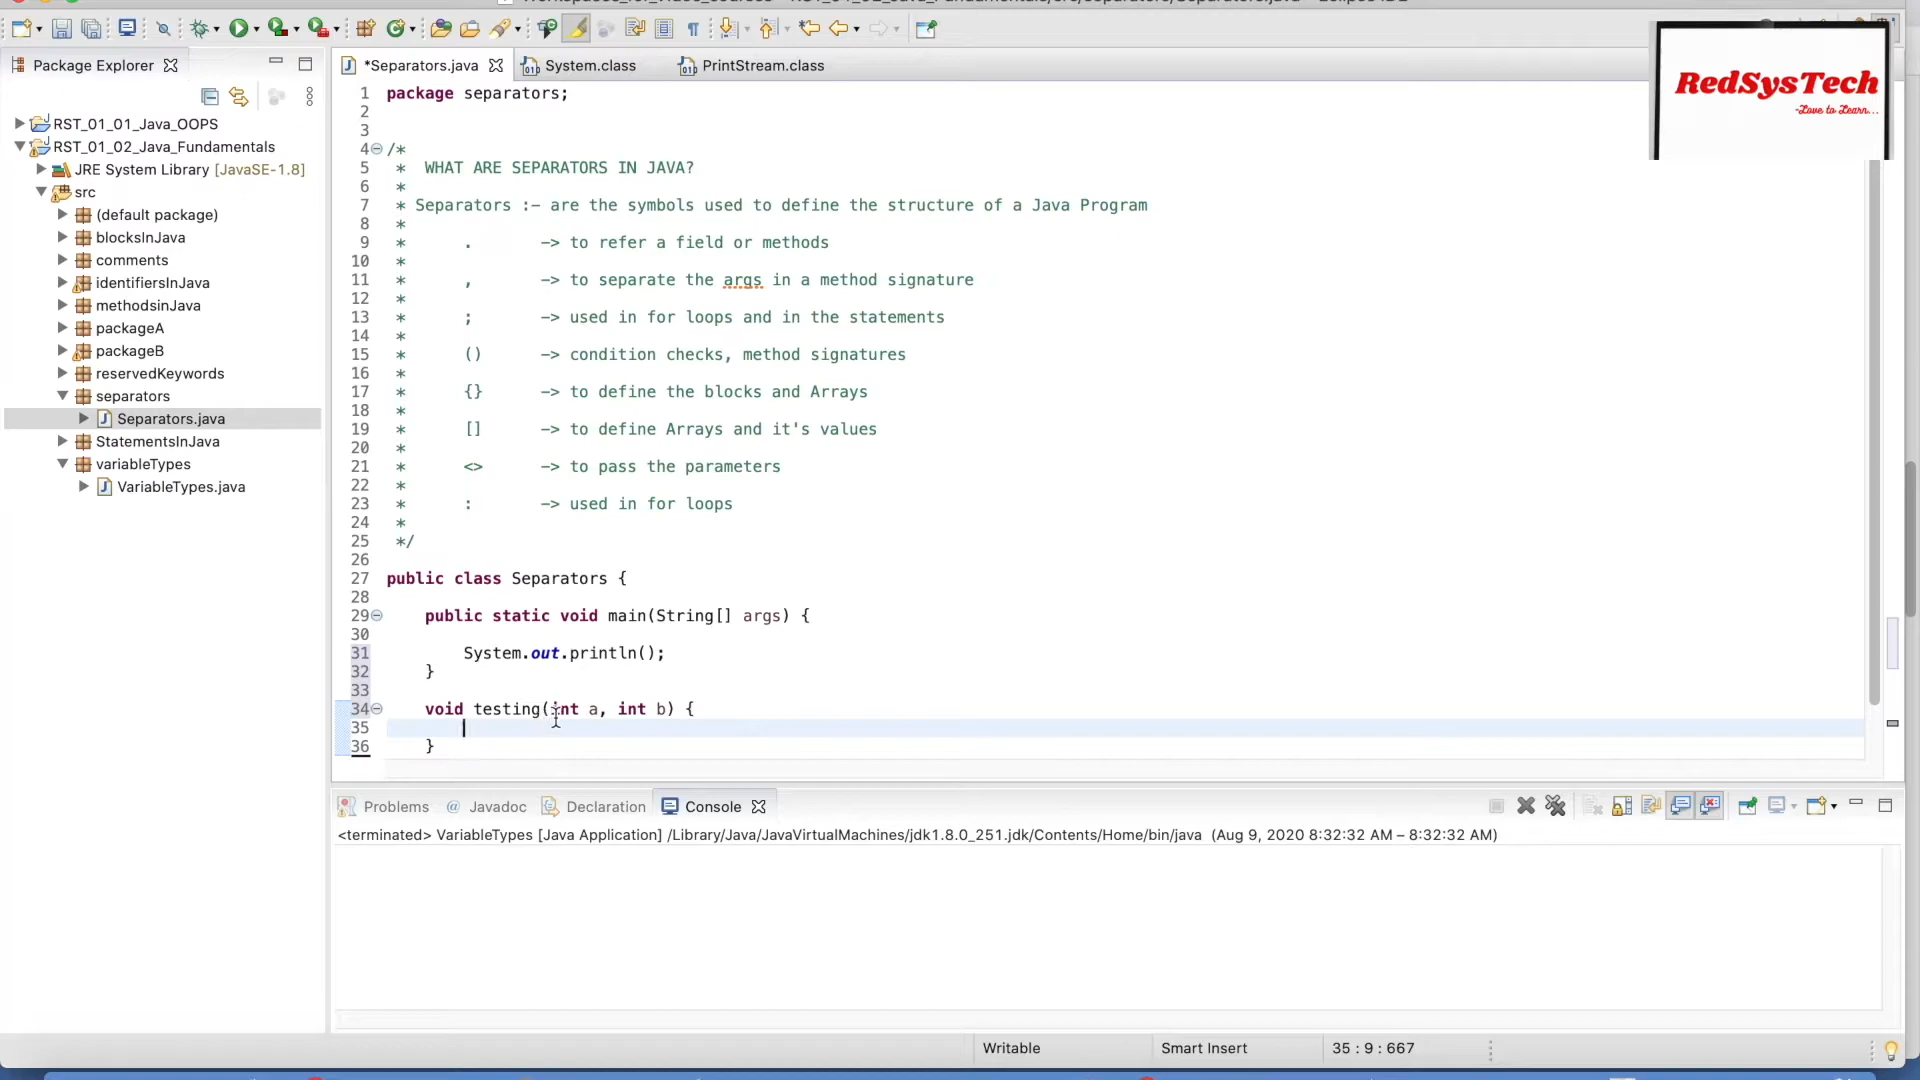 Package Explorer
*Separators.java
System.class
PrintStream.class
RedSysTech
-Love to Learn...
RST_01_01_Java_OOPS
RST_01_02_Java_Fundamentals
JRE System Library [JavaSE-1.8]
src
(default package)
blocksInJava
comments
identifiersInJava
methodsinJava
packageA
packageB
reservedKeywords
separators
Separators.java
StatementsInJava
variableTypes
VariableTypes.java
1 package separators;
2
3
4 /*
5 * WHAT ARE SEPARATORS IN JAVA?
6 *
7 * Separators :- are the symbols used to define the structure of a Java Program
8 *
9 * . -> to refer a field or methods
10 *
11 * , -> to separate the args in a method signature
12 *
13 * ; -> used in for loops and in the statements
14 *
15 * () -> condition checks, method signatures
16 *
17 * {} -> to define the blocks and Arrays
18 *
19 * [] -> to define Arrays and it's values
20 *
21 * <> -> to pass the parameters
22 *
23 * : -> used in for loops
24 *
25 */
26
27 public class Separators {
28
29 public static void main(String[] args) {
30
31 System.out.println();
32 }
33
34 void testing(int a, int b) {
35
36 }
Problems @ Javadoc Declaration Console
<terminated> VariableTypes [Java Application] /Library/Java/JavaVirtualMachines/jdk1.8.0_251.jdk/Contents/Home/bin/java (Aug 9, 2020 8:32:32 AM – 8:32:32 AM)
Writable
Smart Insert
35 : 9 : 667